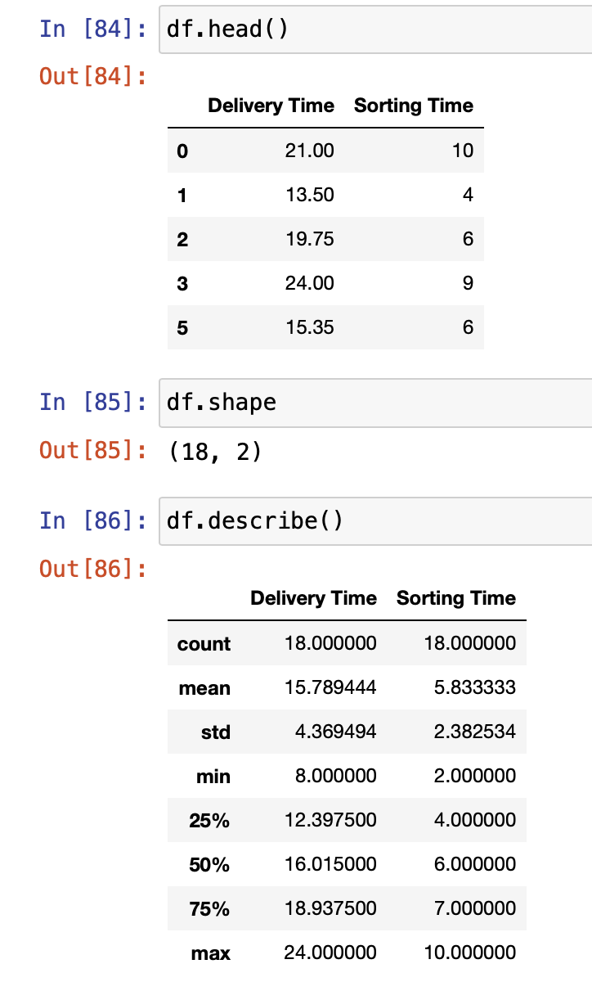 In [84]: df.head()
Out[84]:
Delivery Time Sorting Time
0 21.00 10
1 13.50 4
2 19.75 6
3 24.00 9
5 15.35 6
In [85]: df.shape
Out[85]: (18, 2)
In [86]: df.describe()
Out[86]:
Delivery Time Sorting Time
count 18.000000 18.000000
mean 15.789444 5.833333
std 4.369494 2.382534
min 8.000000 2.000000
25% 12.397500 4.000000
50% 16.015000 6.000000
75% 18.937500 7.000000
max 24.000000 10.000000